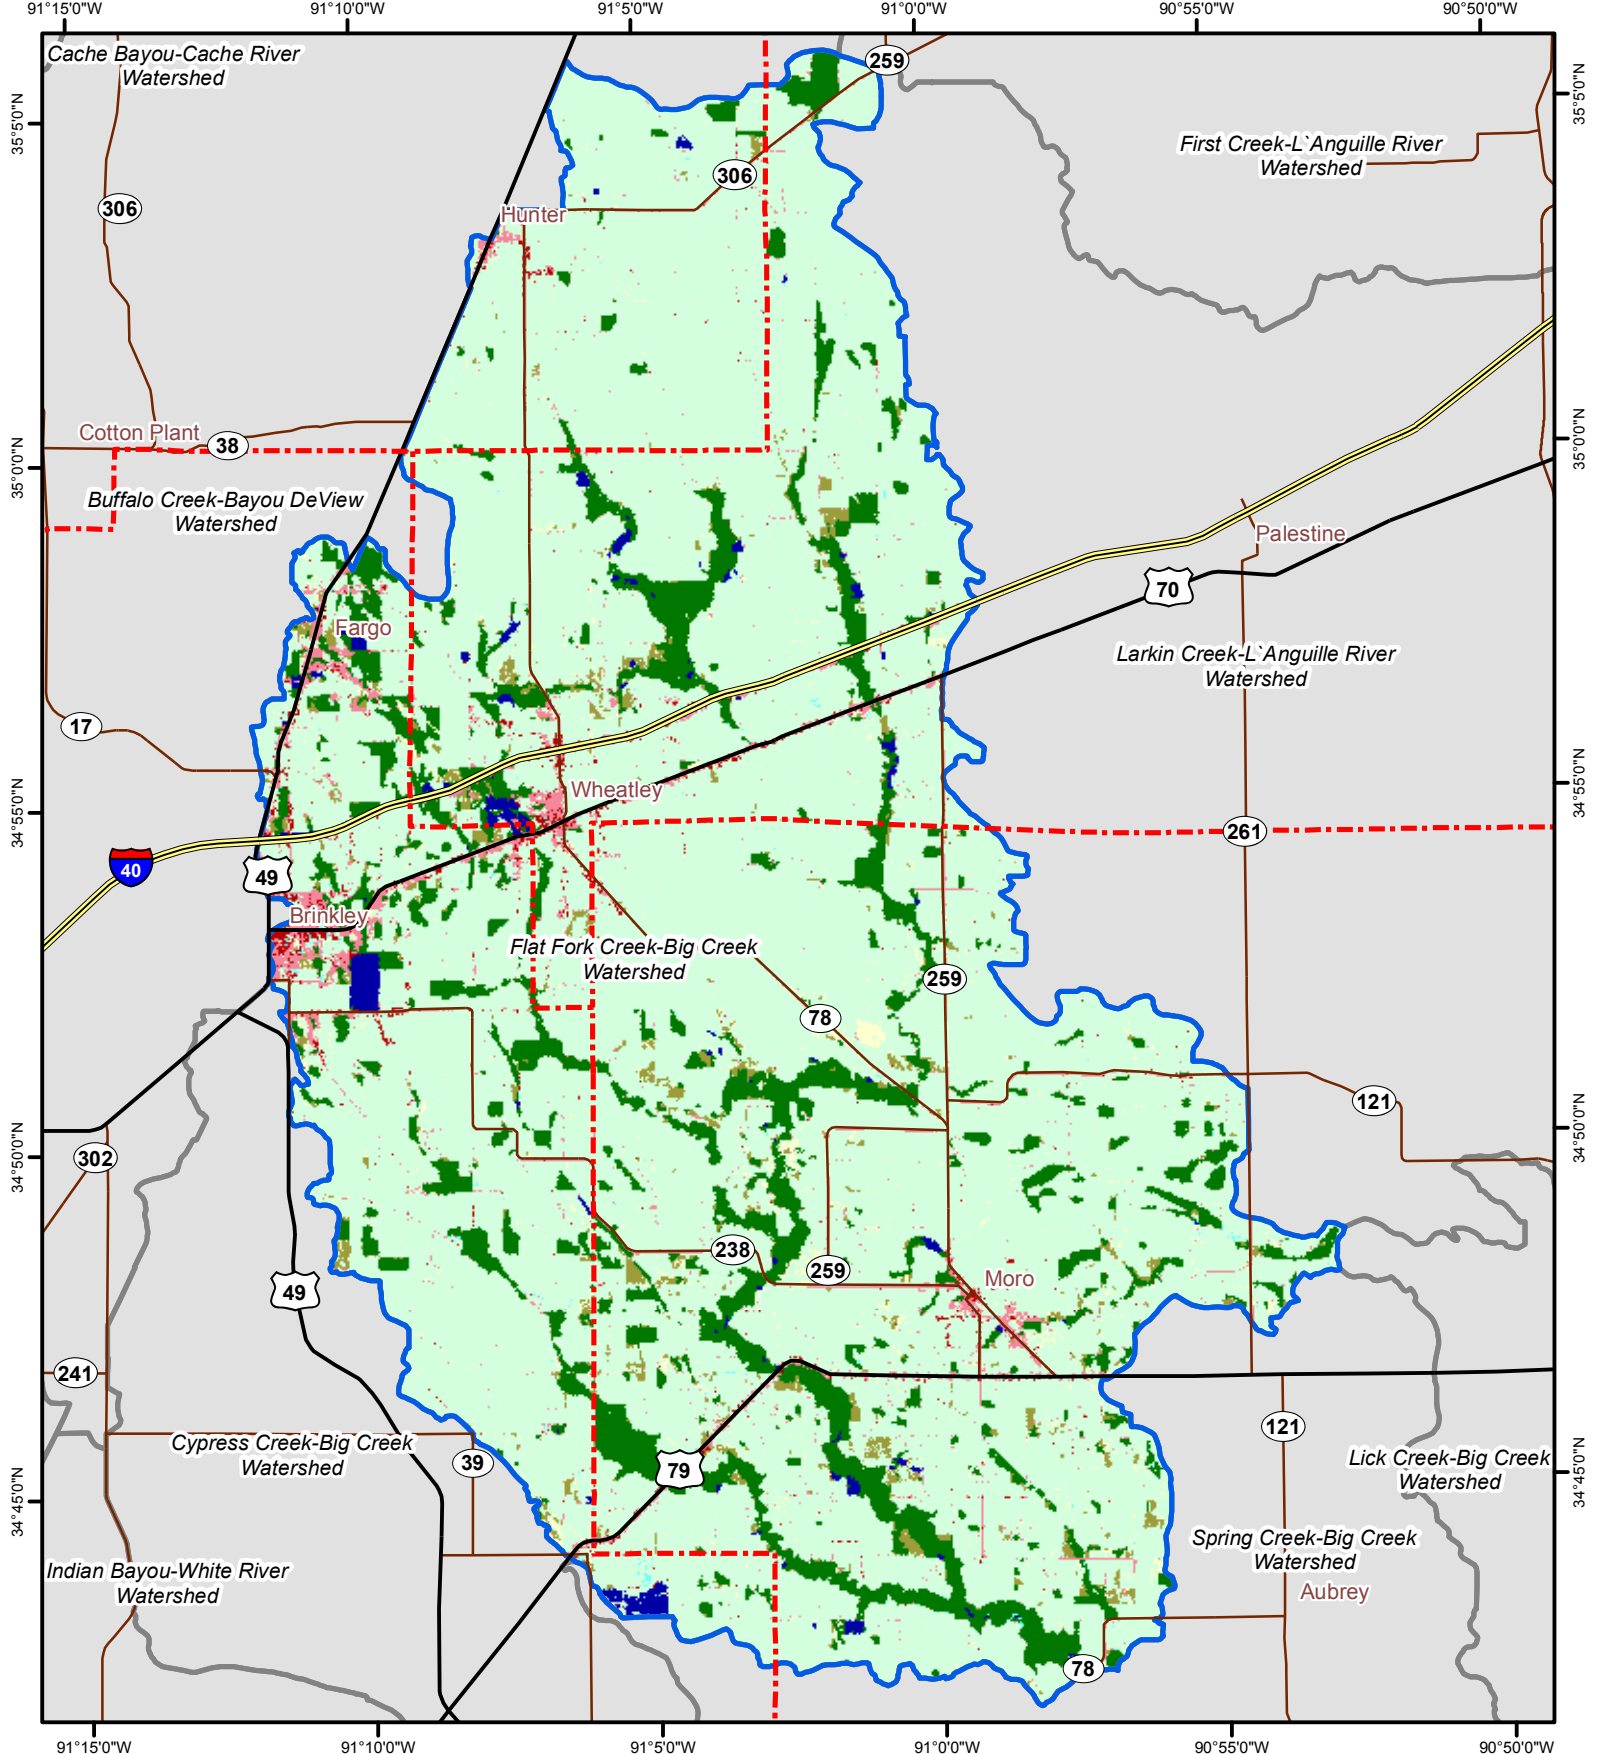 91°15'0"W
91°10'0"W
91°5'0"W
91°0'0"W
90°55'0"W
90°50'0"W
Cache Bayou-Cache River
Watershed
259
35°5'0"N
35°5'0"N
First Creek-L`Anguille River
Watershed
306
306
Hunter
Cotton Plant
38
35°0'0"N
35°0'0"N
Buffalo Creek-Bayou DeView
Watershed
Palestine
70
Fargo
Larkin Creek-L`Anguille River
Watershed
17
Wheatley
34°55'0"N
34°55'0"N
261
40
49
Brinkley
Flat Fork Creek-Big Creek
Watershed
259
78
121
34°50'0"N
34°50'0"N
302
238
259
Moro
49
241
121
Cypress Creek-Big Creek
Watershed
39
79
Lick Creek-Big Creek
Watershed
34°45'0"N
34°45'0"N
Spring Creek-Big Creek
Watershed
Indian Bayou-White River
Watershed
Aubrey
78
91°15'0"W
91°10'0"W
91°5'0"W
91°0'0"W
90°55'0"W
90°50'0"W